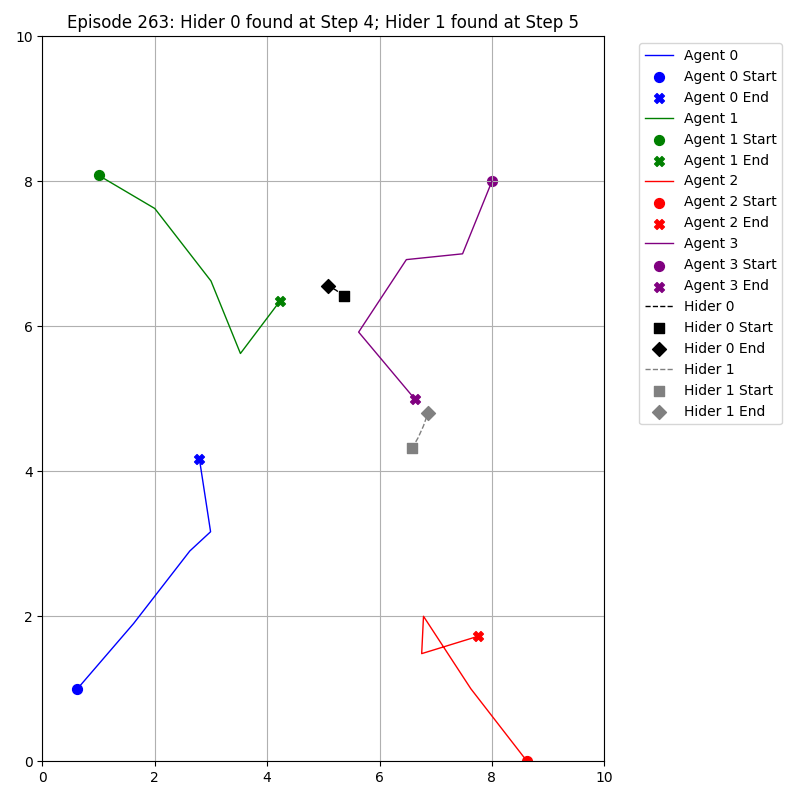 Episode 263: Hider 0 found at Step 4; Hider 1 found at Step 5
10
8
6
4
2
0
0 2 4 6 8 10
Agent 0
Agent 0 Start
Agent 0 End
Agent 1
Agent 1 Start
Agent 1 End
Agent 2
Agent 2 Start
Agent 2 End
Agent 3
Agent 3 Start
Agent 3 End
Hider 0
Hider 0 Start
Hider 0 End
Hider 1
Hider 1 Start
Hider 1 End